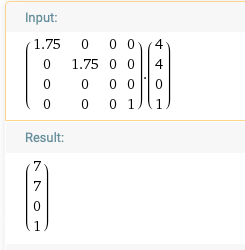 Input:
1.75 0 0 0 4
0 1.75 0 0 . 4
0 0 0 0 0
0 0 0 1 1
Result:
7
7
0
1